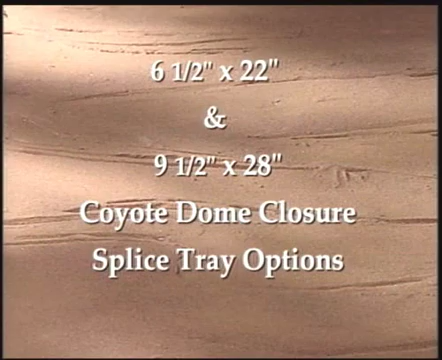 6 1/2" x 22"
&
9 1/2" x 28"
Coyote Dome Closure
Splice Tray Options